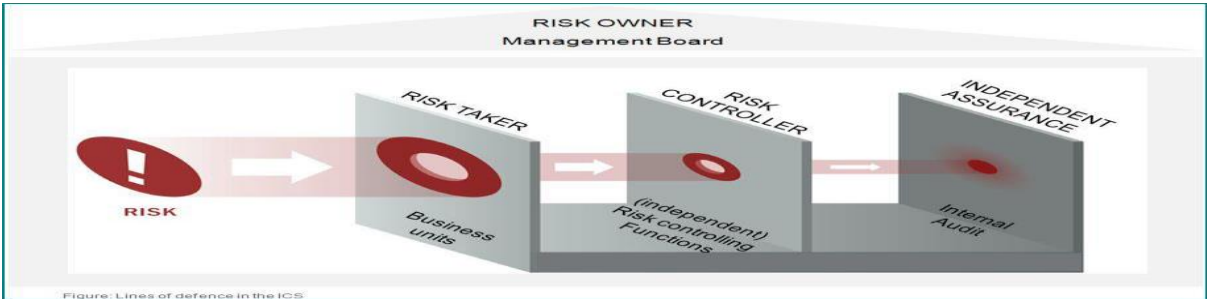 RISK OWNER
Management Board
RISK TAKER
RISK
CONTROLLER
INDEPENDENT
ASSURANCE
RISK
Business
units
(independent)
Risk controlling
Functions
Internal
Audit
Figure: Lines of defence in the ICS